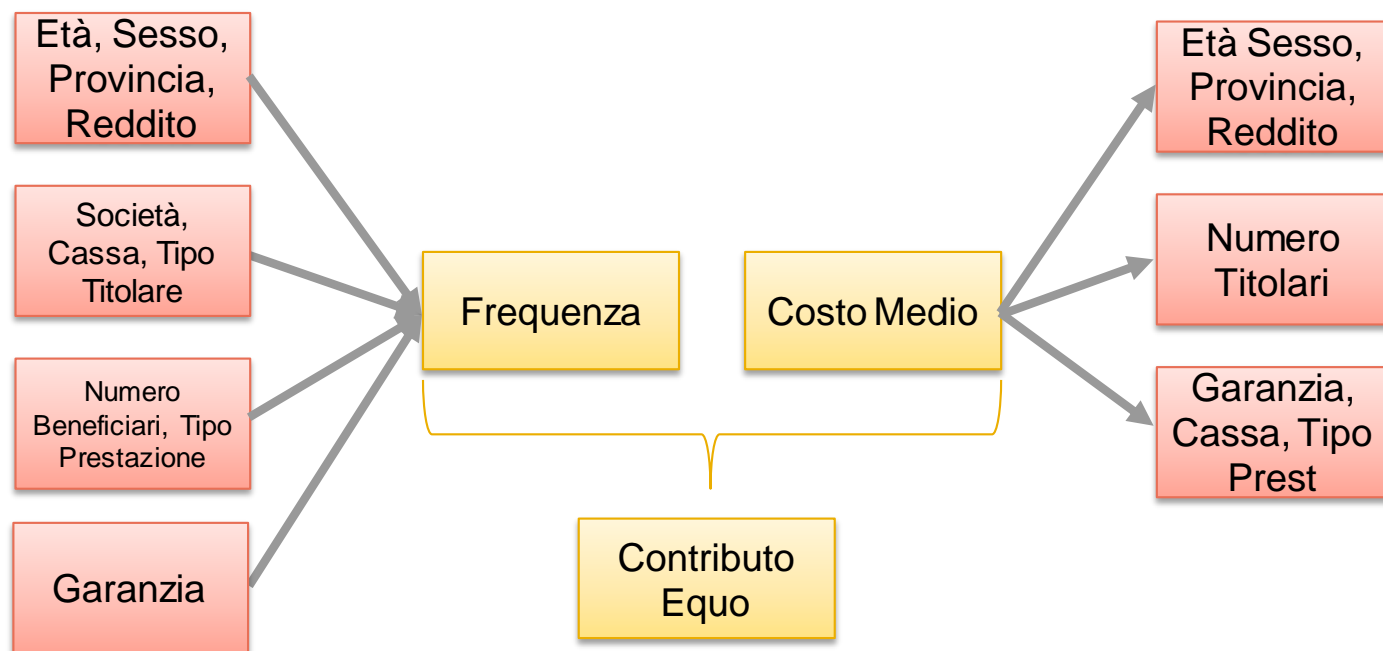 Età, Sesso,
Provincia,
Reddito
Società,
Cassa, Tipo
Titolare
Numero
Beneficiari, Tipo
Prestazione
Garanzia
Frequenza
Costo Medio
Contributo
Equo
Età Sesso,
Provincia,
Reddito
Numero
Titolari
Garanzia,
Cassa, Tipo
Prest